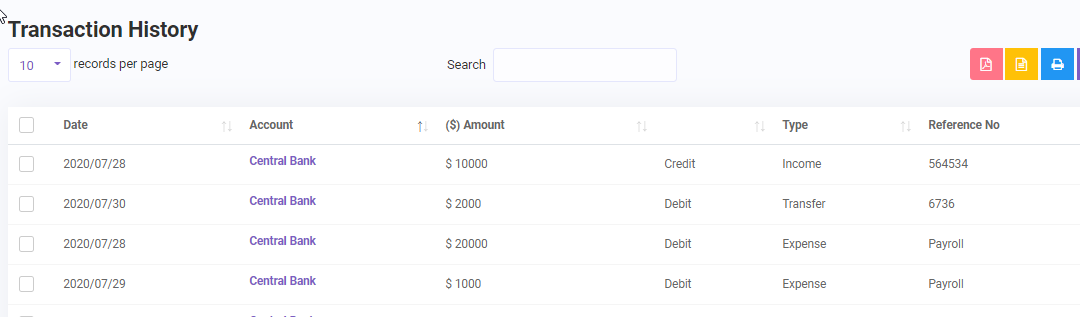 Transaction History
10 records per page Search
Date Account ($) Amount Type Reference No
2020/07/28 Central Bank $ 10000 Credit Income 564534
2020/07/30 Central Bank $ 2000 Debit Transfer 6736
2020/07/28 Central Bank $ 20000 Debit Expense Payroll
2020/07/29 Central Bank $ 1000 Debit Expense Payroll